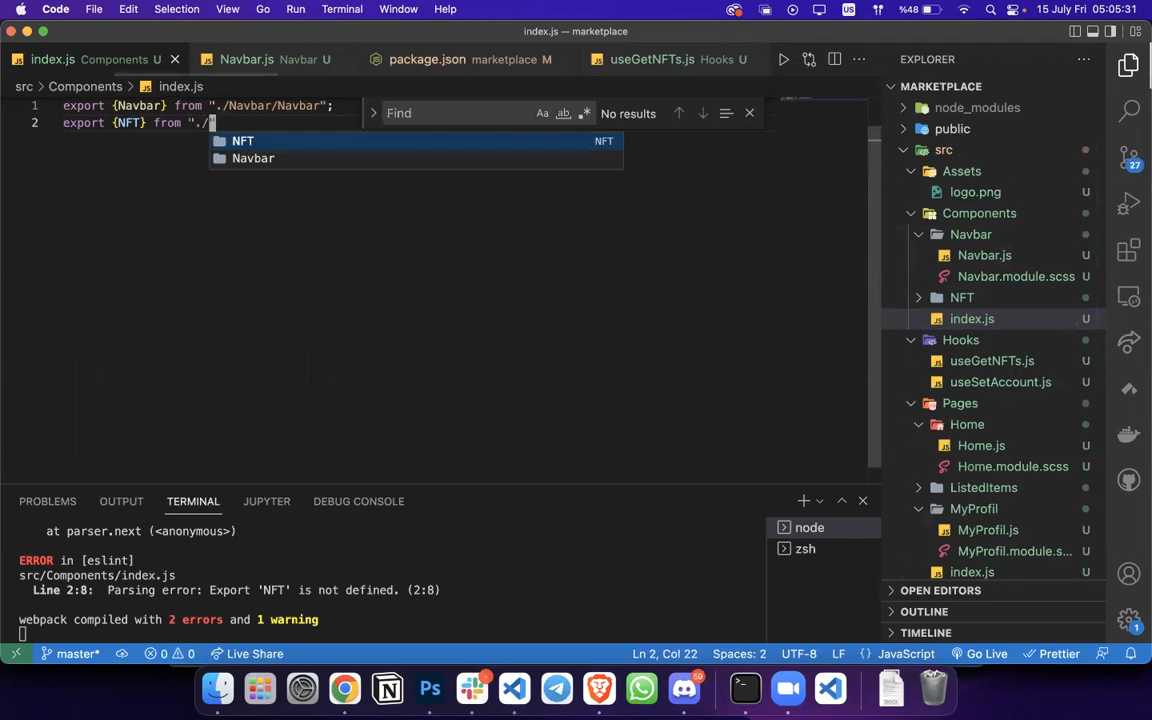 Code File Edit Selection View Go Run Terminal Window Help US %48 15 July Fri 05:05:31
index.js — marketplace
index.js Components U Navbar.js Navbar U package.json marketplace M useGetNFTs.js Hooks U
EXPLORER
src Components index.js
MARKETPLACE
1 export {Navbar} from "./Navbar/Navbar";
Find Aa ab No results
2 export {NFT} from "./"
NFT NFT
Navbar
node_modules
public
src
Assets
logo.png U
Components
Navbar
Navbar.js U
Navbar.module.scss U
NFT
index.js U
Hooks
useGetNFTs.js U
useSetAccount.js U
Pages
Home
Home.js U
Home.module.scss U
ListedItems
MyProfil
MyProfil.js U
MyProfil.module.s... U
index.js U
OPEN EDITORS
OUTLINE
TIMELINE
27
1
PROBLEMS OUTPUT TERMINAL JUPYTER DEBUG CONSOLE
node
zsh
at parser.next (<anonymous>)
ERROR in [eslint]
src/Components/index.js
Line 2:8: Parsing error: Export 'NFT' is not defined. (2:8)
webpack compiled with 2 errors and 1 warning
master* 0 0 Live Share Ln 2, Col 22 Spaces: 2 UTF-8 LF JavaScript Go Live Prettier
Ps 59